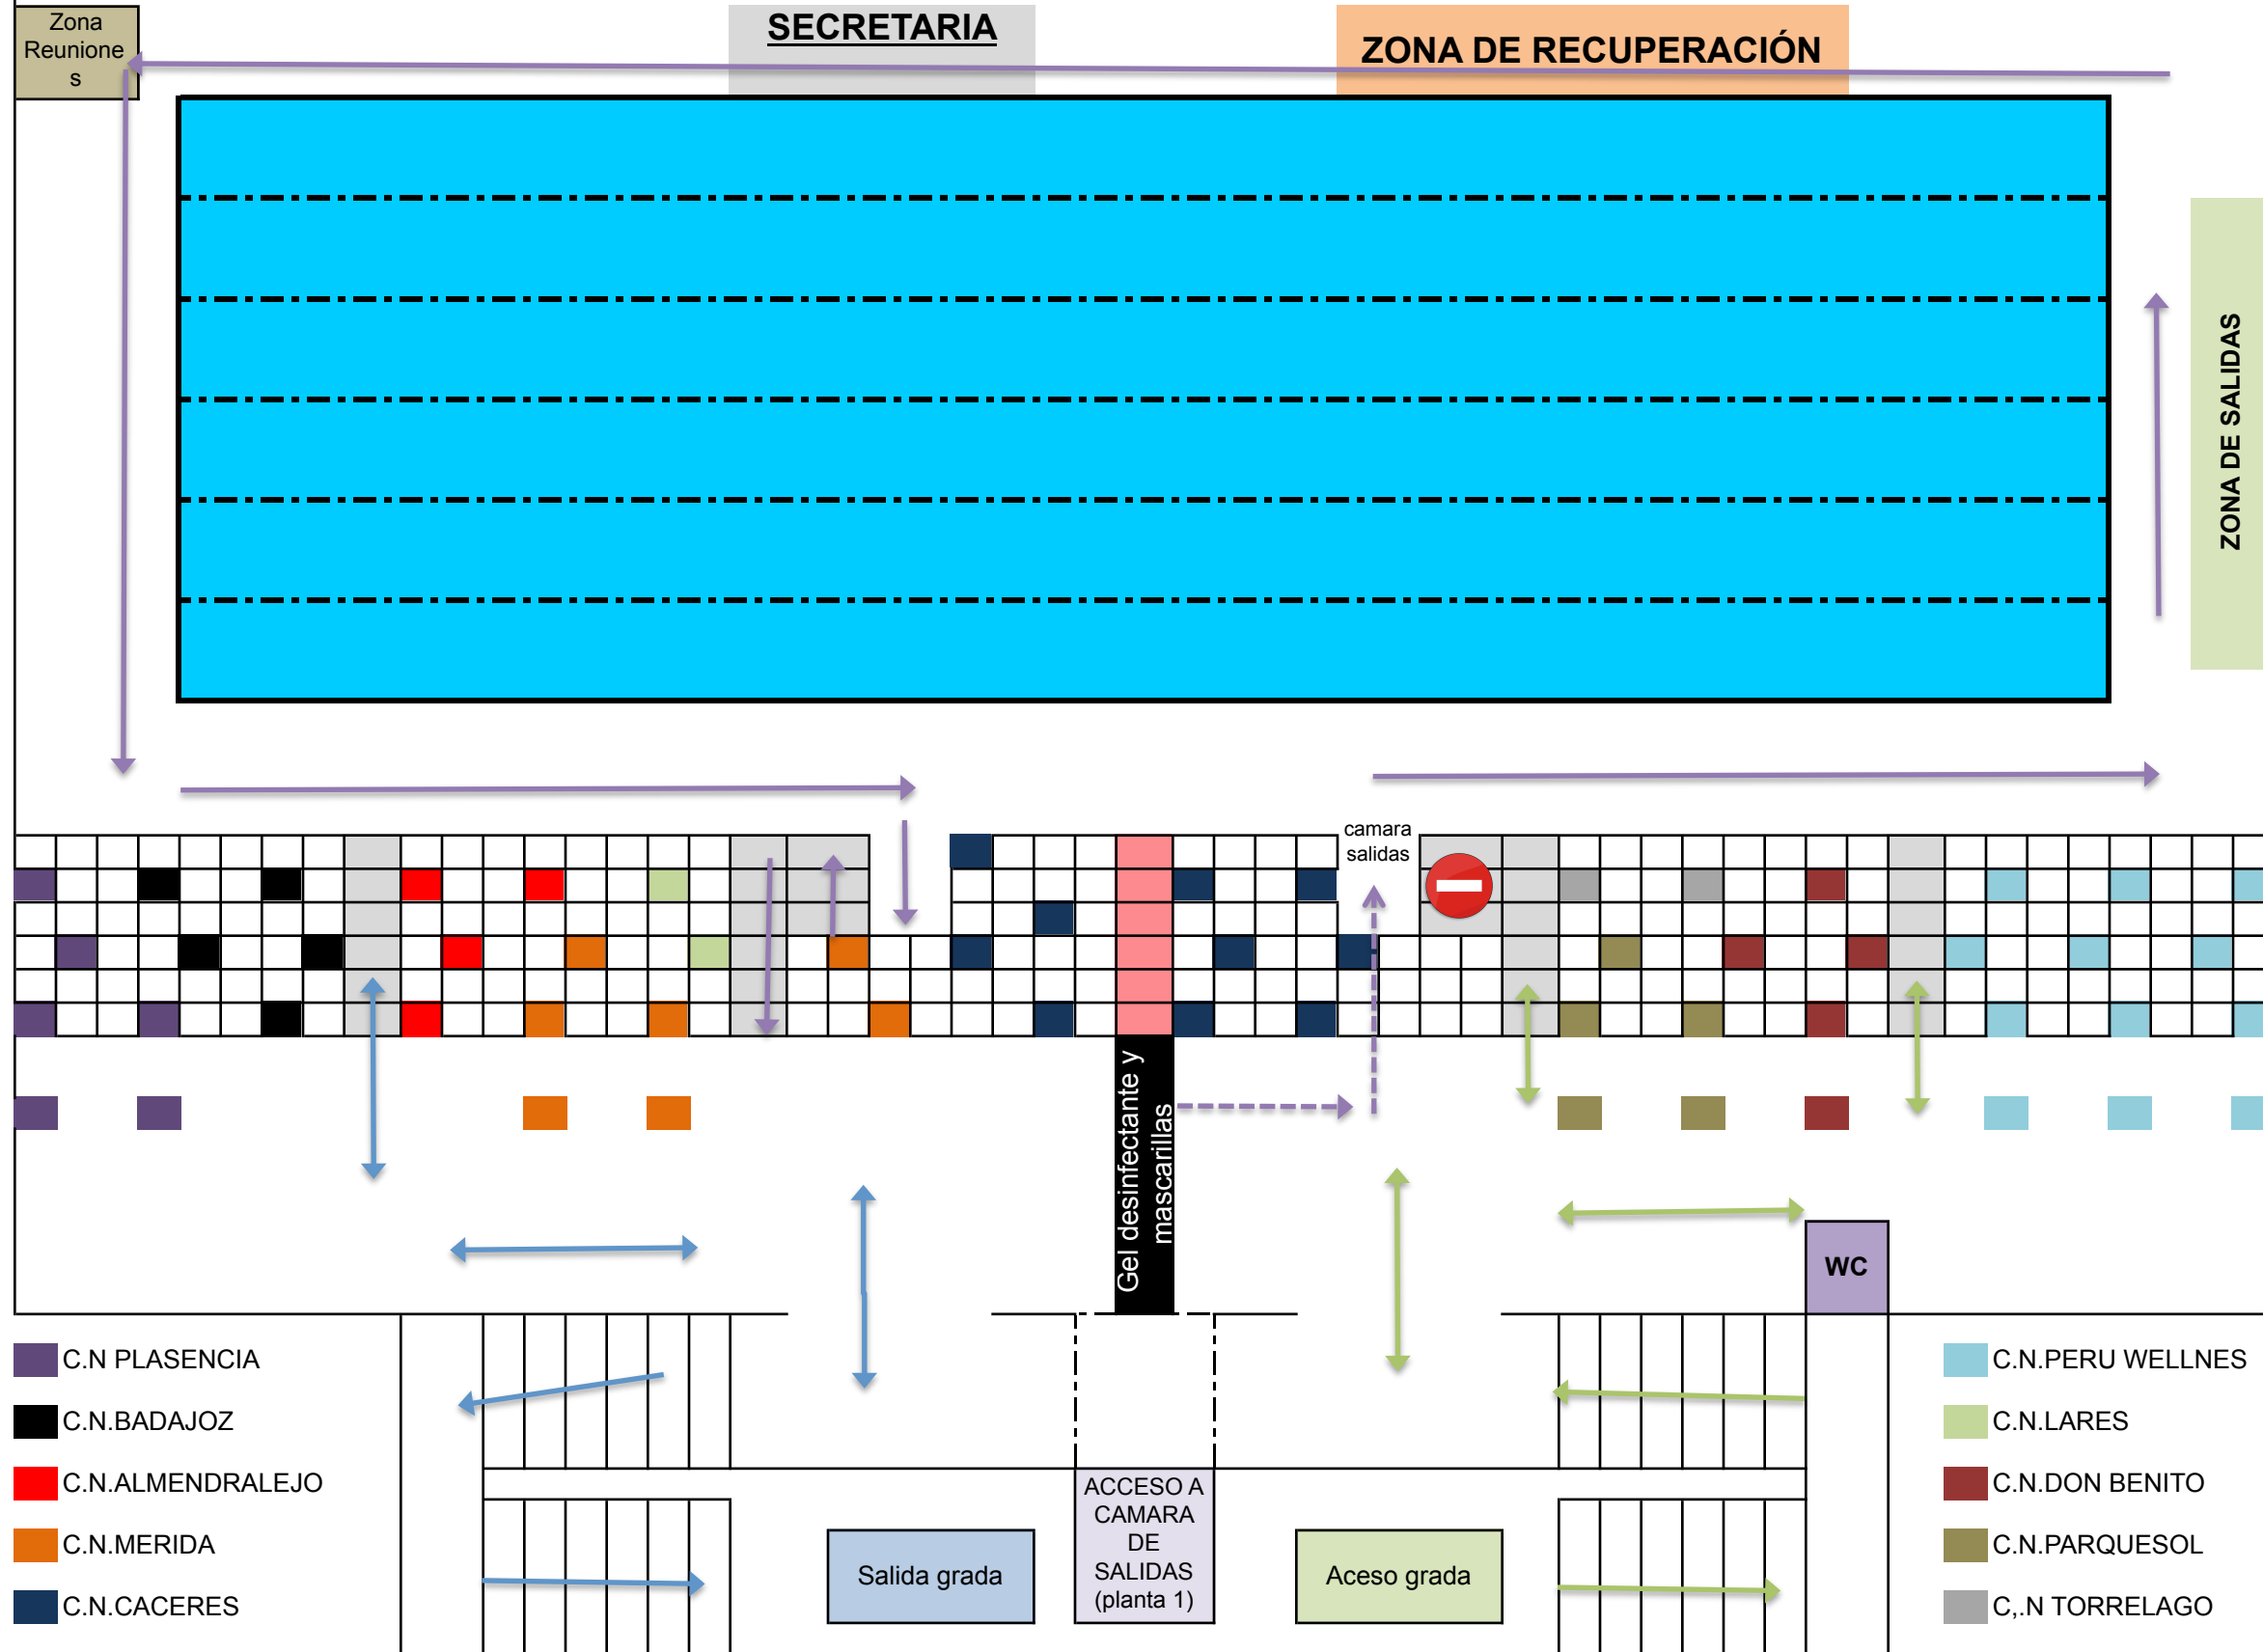 Zona
Reunione
s
SECRETARIA
ZONA DE RECUPERACIÓN
ZONA DE SALIDAS
camara
salidas
Gel desinfectante y
mascarillas
WC
C.N PLASENCIA
C.N.BADAJOZ
C.N.ALMENDRALEJO
C.N.MERIDA
C.N.CACERES
Salida grada
ACCESO A
CAMARA
DE
SALIDAS
(planta 1)
Aceso grada
C.N.PERU WELLNES
C.N.LARES
C.N.DON BENITO
C.N.PARQUESOL
C,.N TORRELAGO